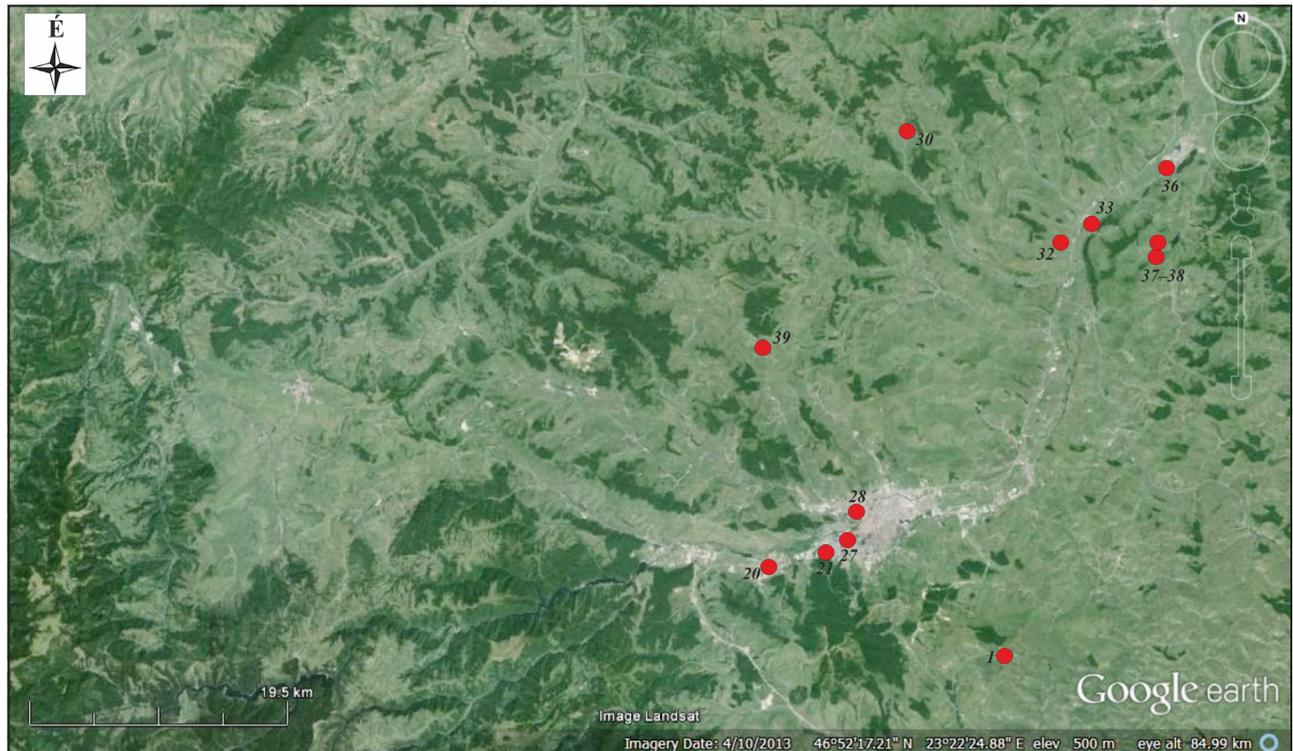 É
N
30
36
33
32
37–38
39
28
27
21
20
1
19.5 km
Google earth
Image Landsat
Imagery Date: 4/10/2013 46°52'17.21" N 23°22'24.88" E elev 500 m eye alt 84.99 km